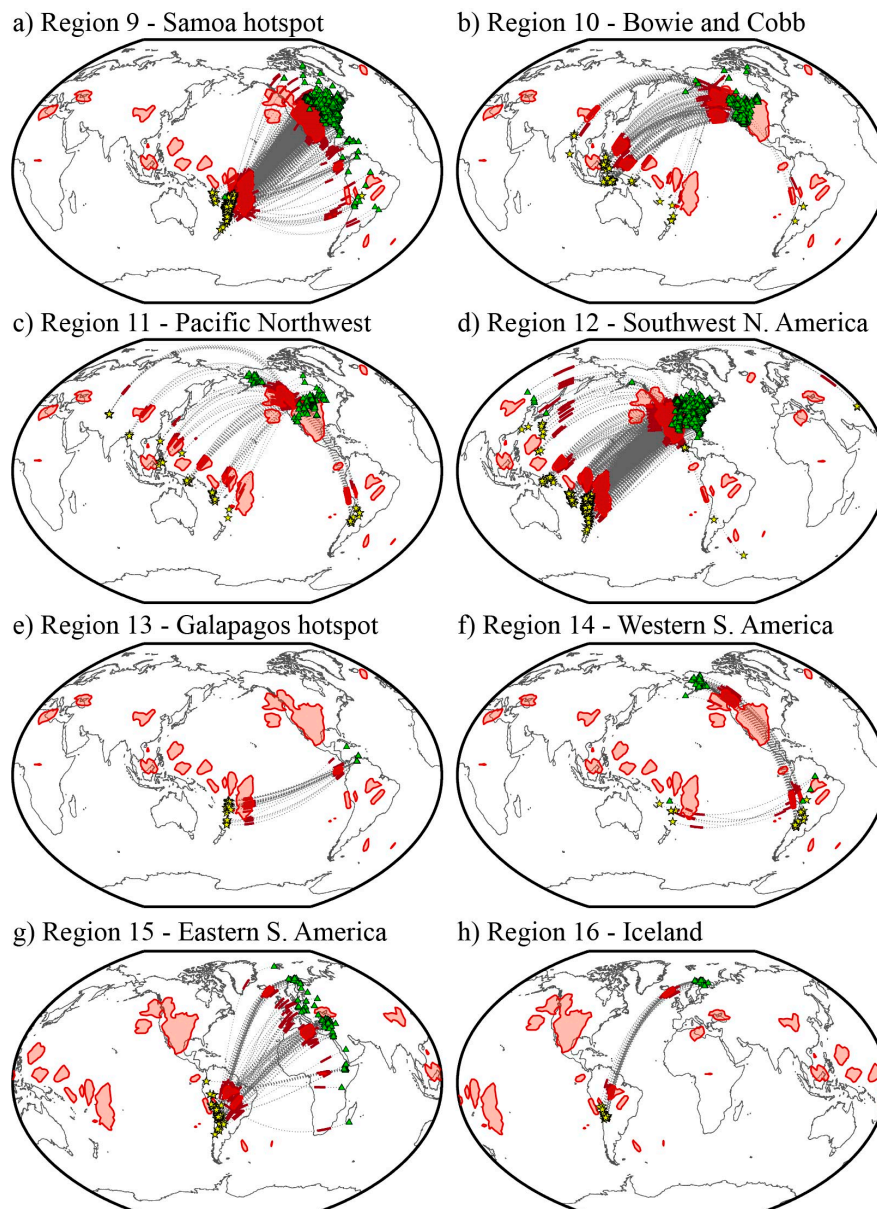 a) Region 9 - Samoa hotspot
b) Region 10 - Bowie and Cobb
c) Region 11 - Pacific Northwest
d) Region 12 - Southwest N. America
e) Region 13 - Galapagos hotspot
f) Region 14 - Western S. America
g) Region 15 - Eastern S. America
h) Region 16 - Iceland